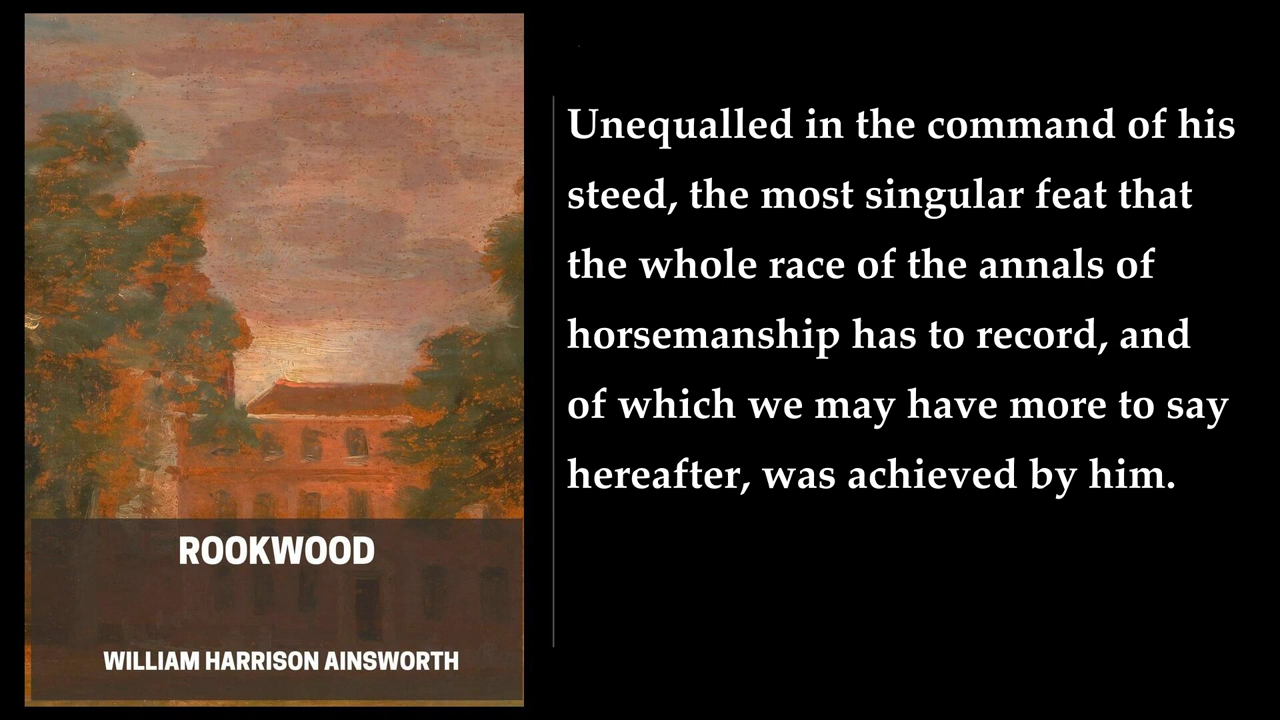 ROOKWOOD
WILLIAM HARRISON AINSWORTH
Unequalled in the command of his
steed, the most singular feat that
the whole race of the annals of
horsemanship has to record, and
of which we may have more to say
hereafter, was achieved by him.